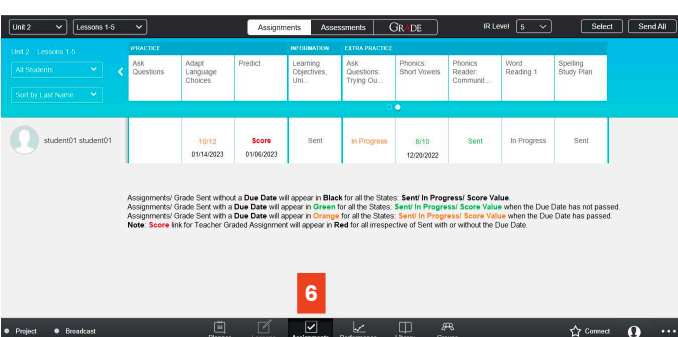 Unit 2 Lessons 1-5 Assignments Assessments GRADE IR Level 5 Select Send All
Unit 2 Lessons 1-5
All Students
Sort by Last Name
iPRACTICE INFORMATION EXTRA PRACTICE
Ask Questions
Adapt Language Choices
Predict
Learning Objectives, Uni...
Ask Questions: Trying Ou...
Phonics: Short Vowels
Phonics Reader: Communit...
Word Reading 1
Spelling Study Plan
student01 student01
10/12 Score Sent In Progress 8/10 Sent In Progress Sent
01/14/2023 01/06/2023 12/20/2022
Assignments/ Grade Sent without a Due Date will appear in Black for all the States: Sent/ In Progress/ Score Value.
Assignments/ Grade Sent with a Due Date will appear in Green for all the States: Sent/ In Progress/ Score Value when the Due Date has not passed.
Assignments/ Grade Sent with a Due Date will appear in Orange for all the States: Sent/ In Progress/ Score Value when the Due Date has passed.
Note: Score link for Teacher Graded Assignment will appear in Red for all irrespective of Sent with or without the Due Date.
6
Project Broadcast Assignments Performance Library Groups Connect